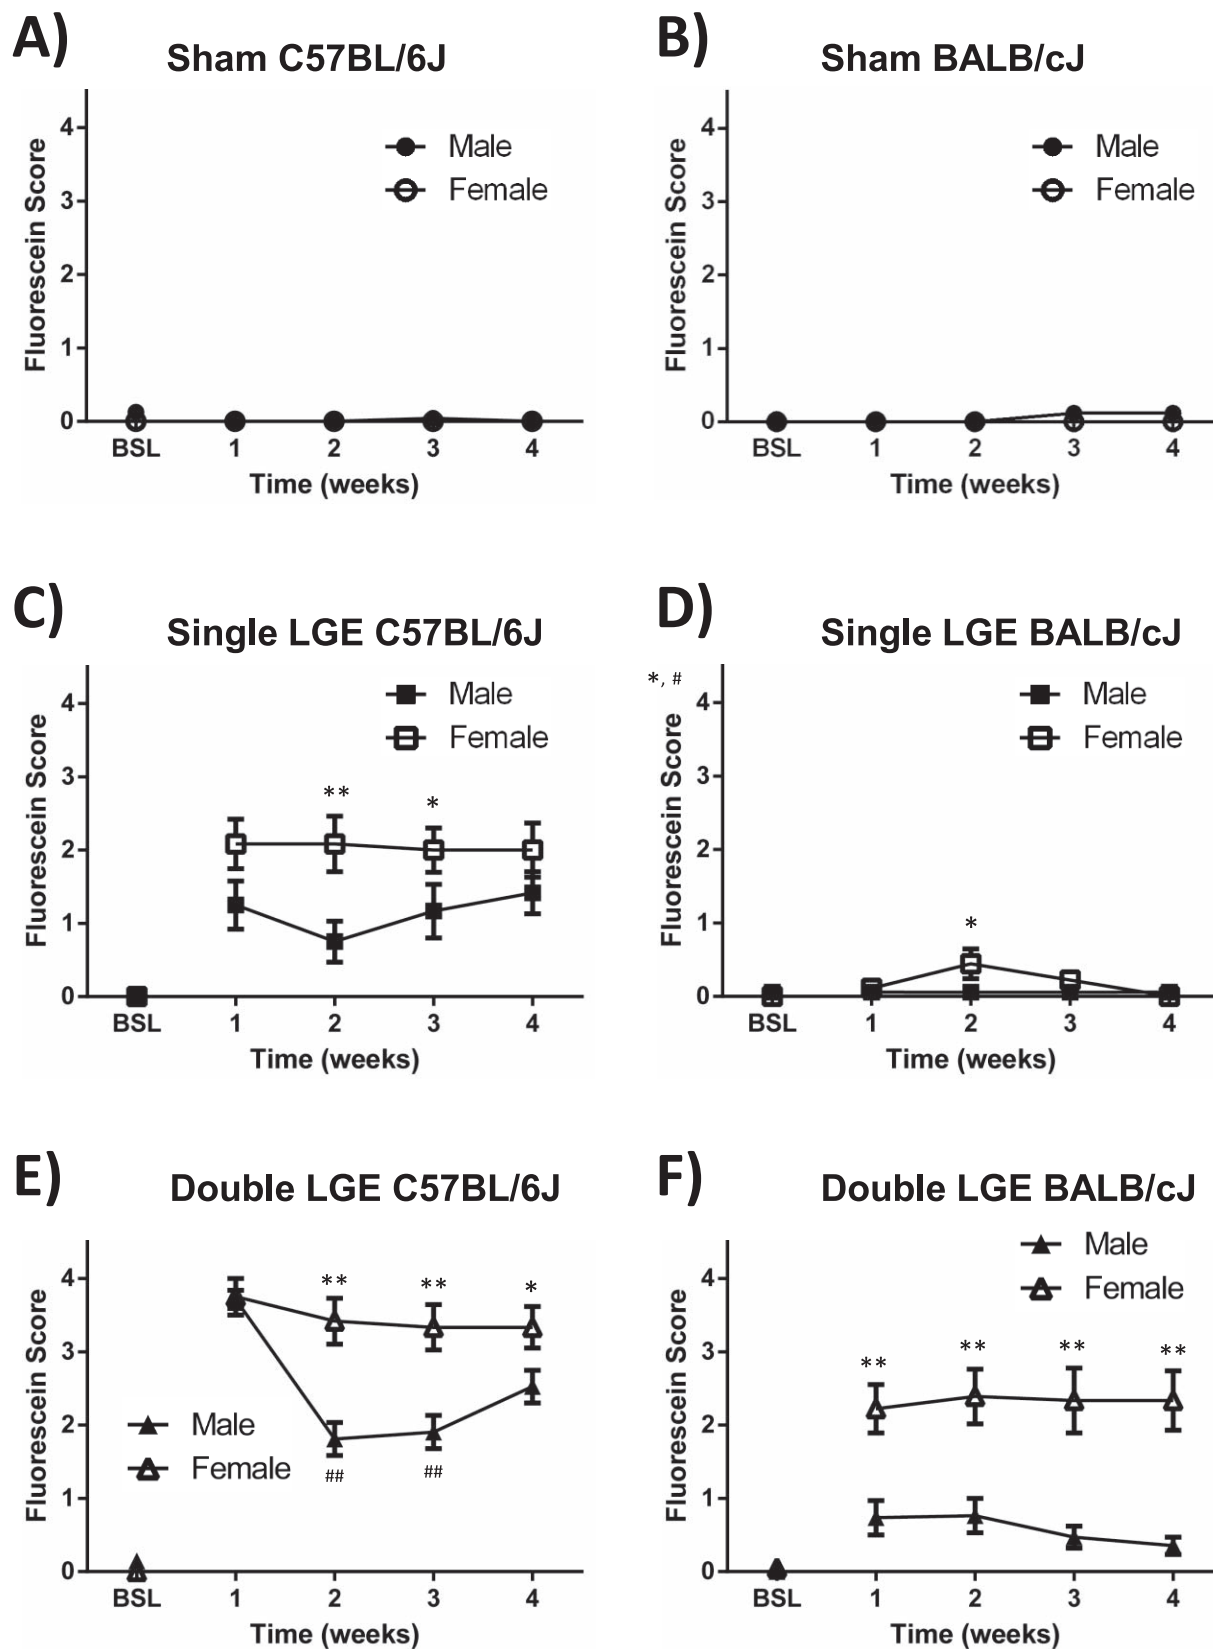 A)
Sham C57BL/6J
Fluorescein Score
4
3
2
1
0
Male
Female
BSL 1 2 3 4
Time (weeks)
B)
Sham BALB/cJ
Fluorescein Score
4
3
2
1
0
Male
Female
BSL 1 2 3 4
Time (weeks)
C)
Single LGE C57BL/6J
Fluorescein Score
4
3
2
1
0
Male
Female
** *
BSL 1 2 3 4
Time (weeks)
D)
Single LGE BALB/cJ
*, #
Fluorescein Score
4
3
2
1
0
Male
Female
*
BSL 1 2 3 4
Time (weeks)
E)
Double LGE C57BL/6J
Fluorescein Score
4
3
2
1
0
** ** *
Male
Female
## ##
BSL 1 2 3 4
Time (weeks)
F)
Double LGE BALB/cJ
Fluorescein Score
4
3
2
1
0
Male
Female
** ** ** **
BSL 1 2 3 4
Time (weeks)